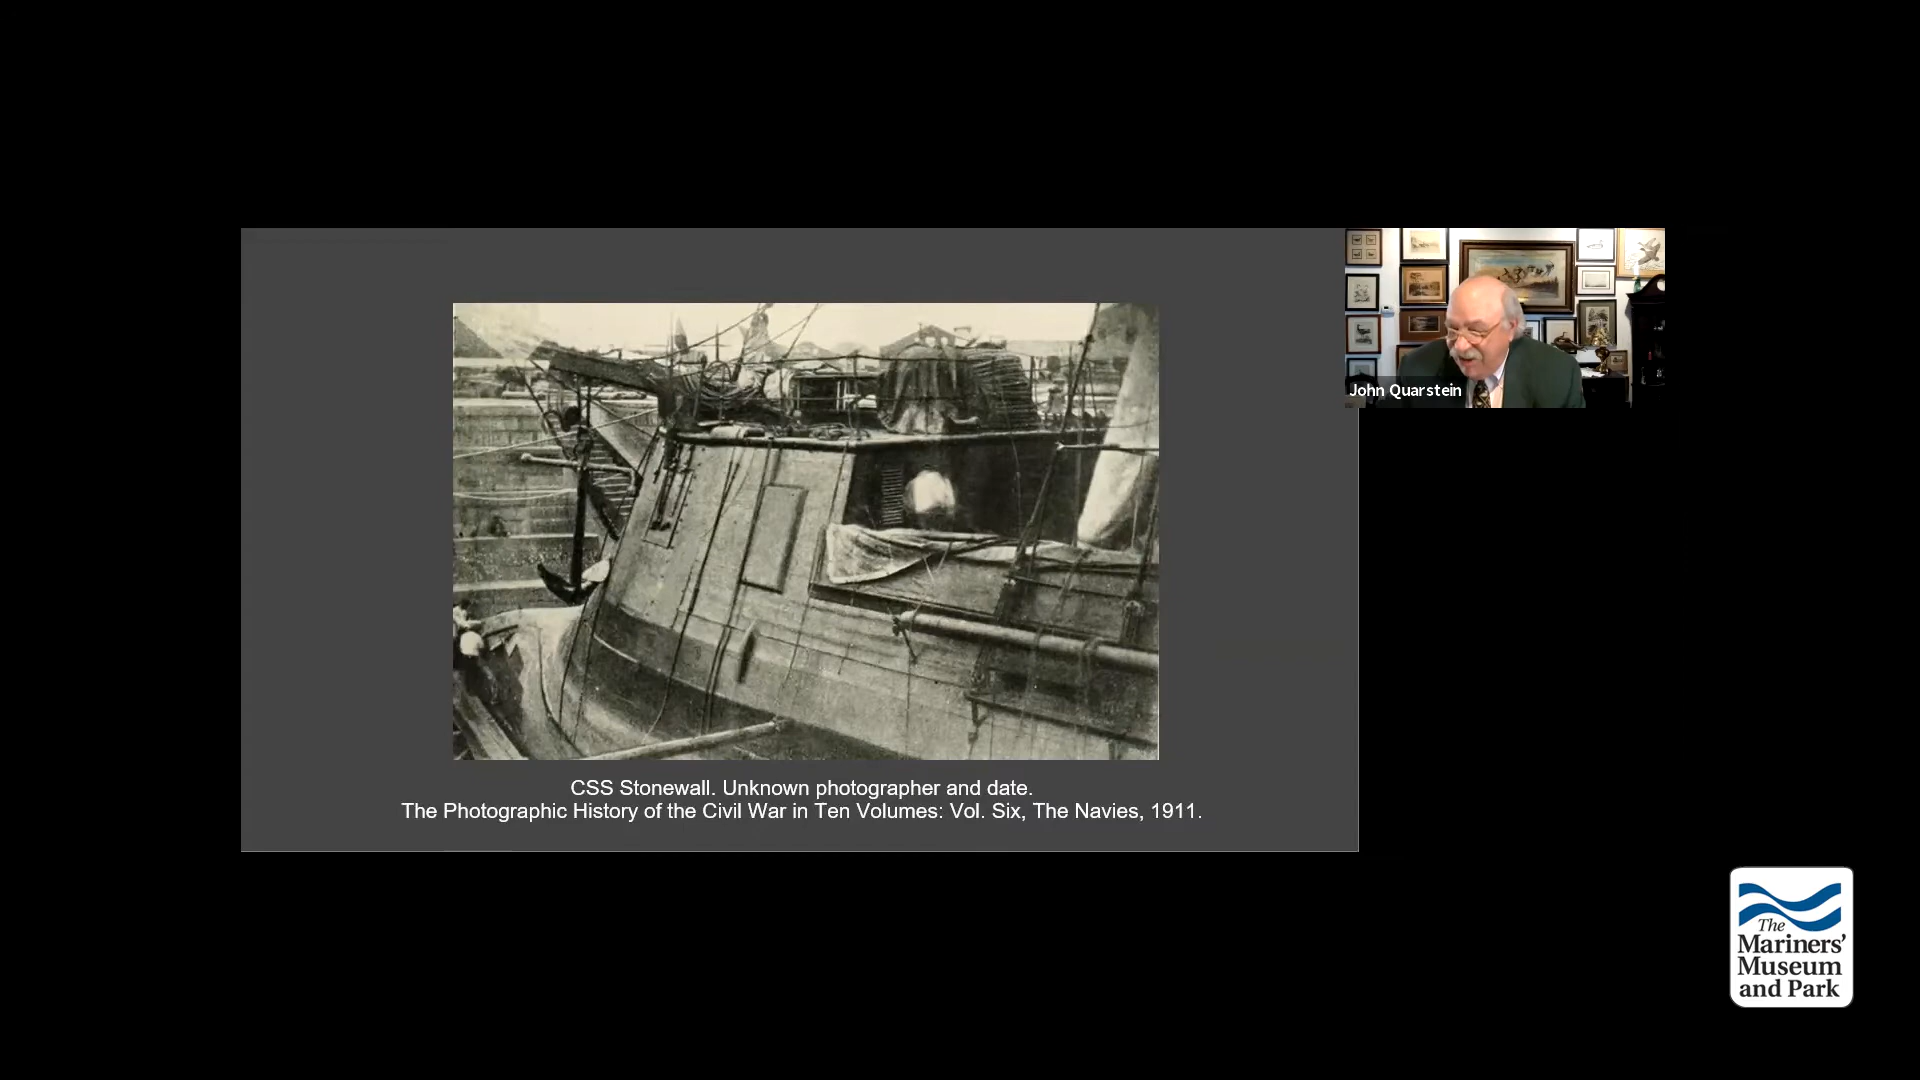 John Quarstein
CSS Stonewall. Unknown photographer and date.
The Photographic History of the Civil War in Ten Volumes: Vol. Six, The Navies, 1911.
The
Mariners'
Museum
and Park